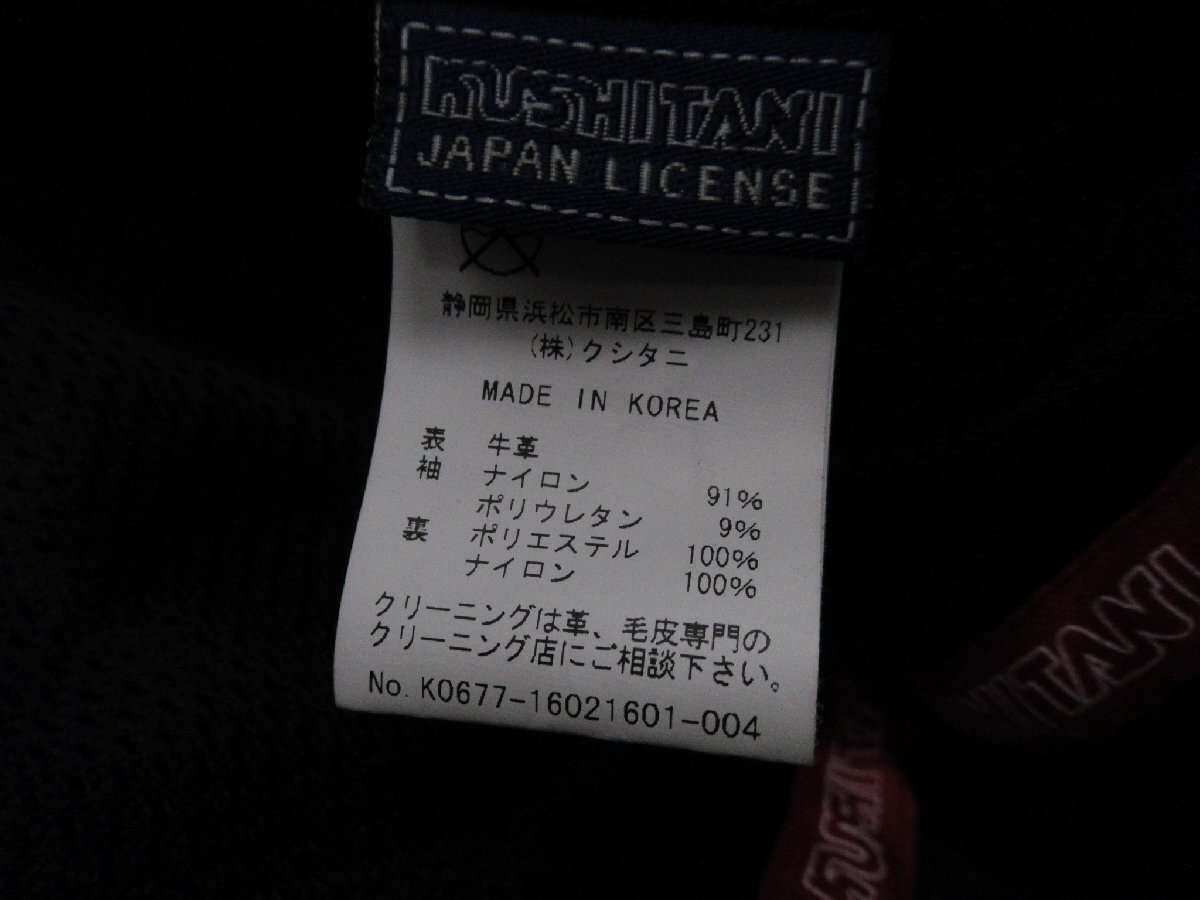 KUSHITANI
JAPAN LICENSE
静岡県浜松市南区三島町231
(株)クシタニ
MADE IN KOREA
表 牛革
袖 ナイロン 91%
ポリウレタン 9%
裏 ポリエステル 100%
ナイロン 100%
クリーニングは革、毛皮専門の
クリーニング店にご相談下さい。
No. K0677-16021601-004
ITANI
KUSHI